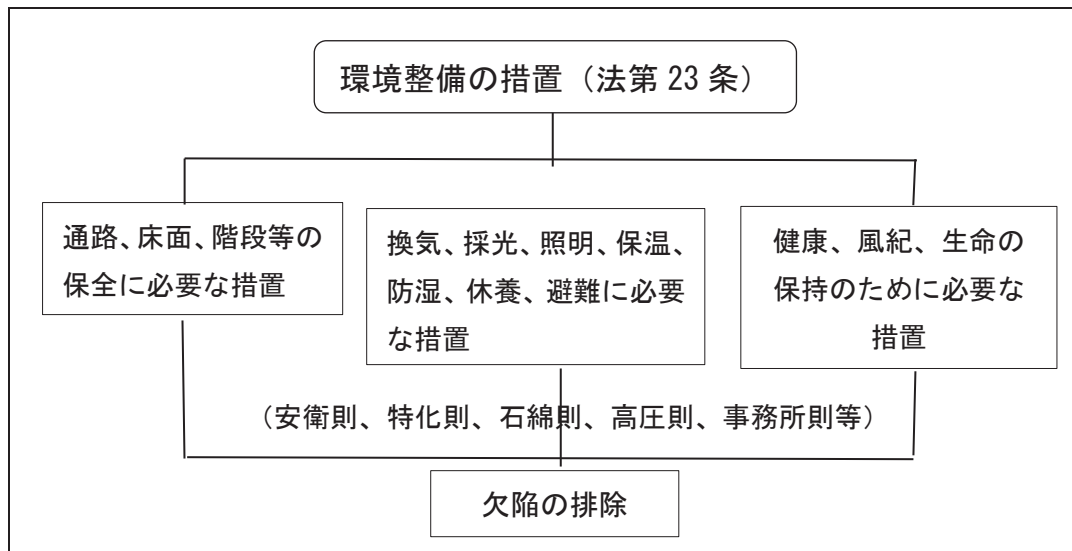 環境整備の措置（法第 23 条）
通路、床面、階段等の
保全に必要な措置
換気、採光、照明、保温、
防湿、休養、避難に必要
な措置
健康、風紀、生命の
保持のために必要な
措置
（安衛則、特化則、石綿則、高圧則、事務所則等）
欠陥の排除